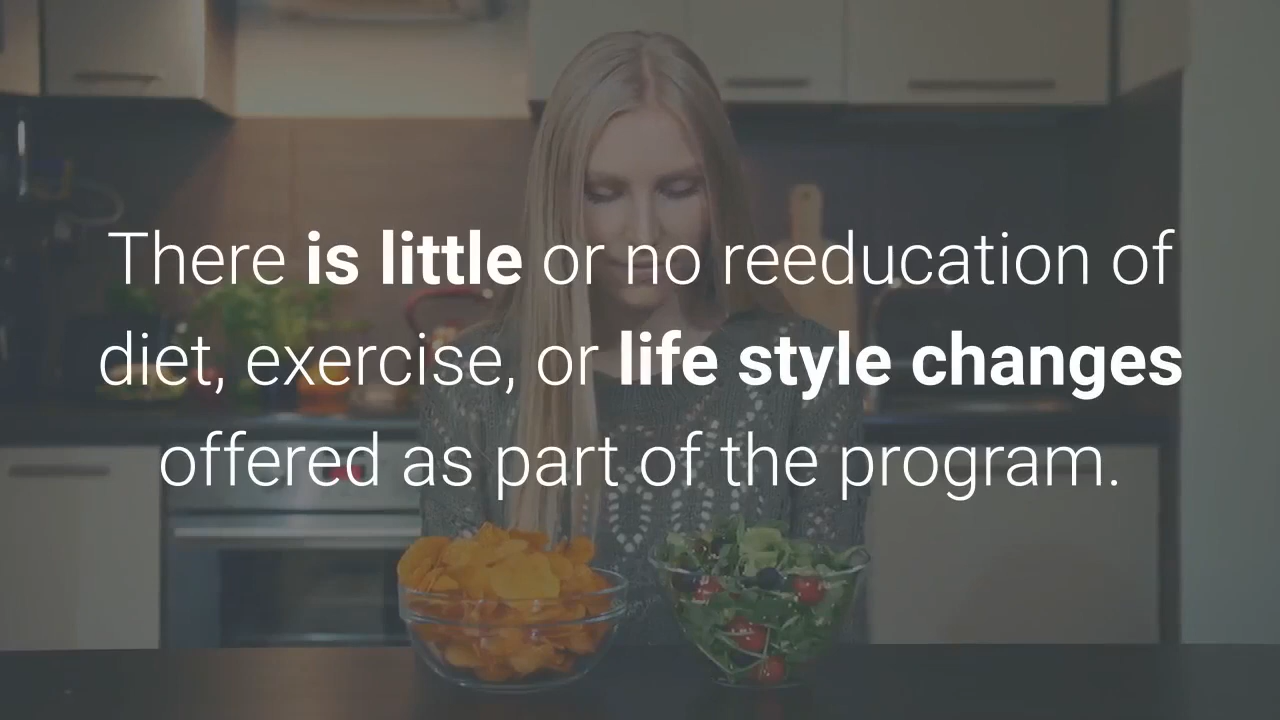 There is little or no reeducation of
diet, exercise, or life style changes
offered as part of the program.